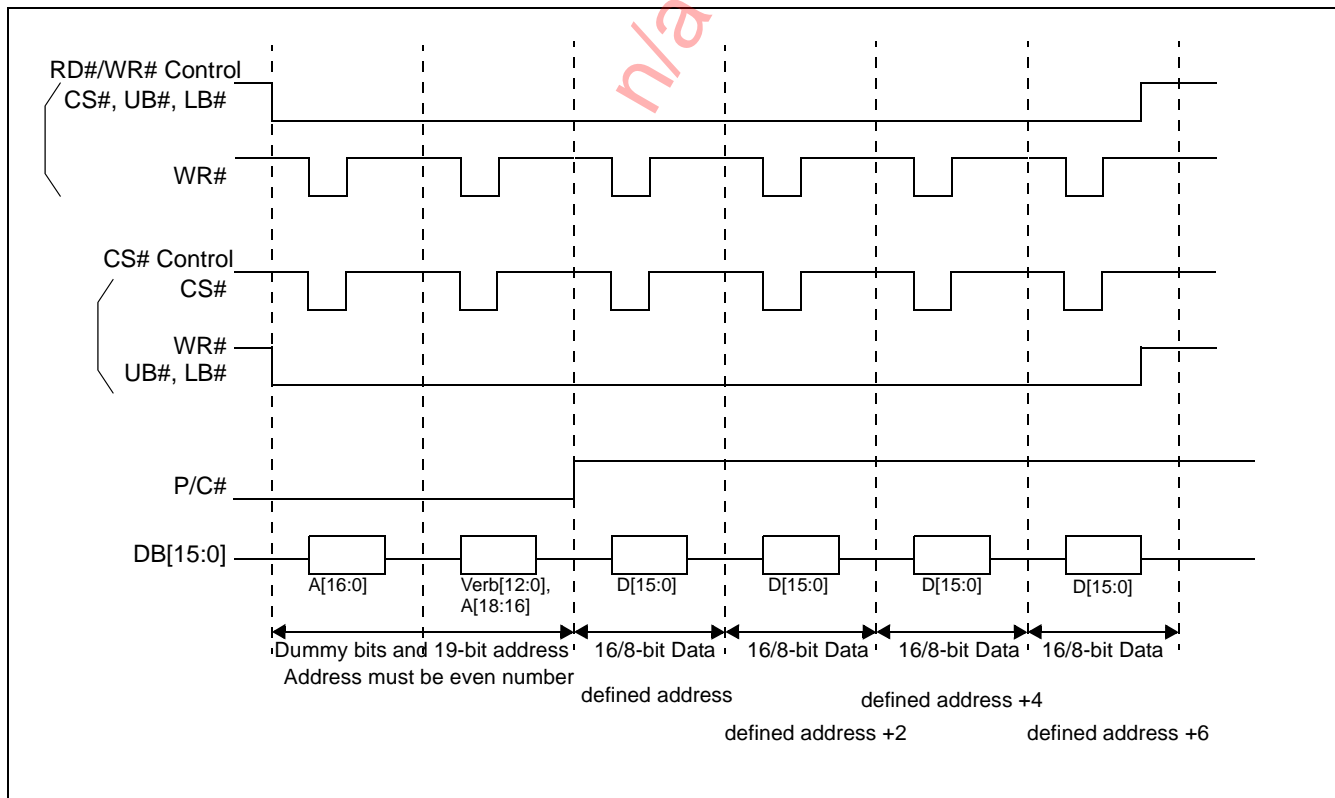 n/a
RD#/WR# Control
CS#, UB#, LB#
WR#
CS# Control
CS#
WR#
UB#, LB#
P/C#
DB[15:0]
A[16:0]
Verb[12:0],
A[18:16]
D[15:0]
D[15:0]
D[15:0]
D[15:0]
Dummy bits and 19-bit address
Address must be even number
16/8-bit Data
16/8-bit Data
16/8-bit Data
16/8-bit Data
defined address
defined address +2
defined address +4
defined address +6